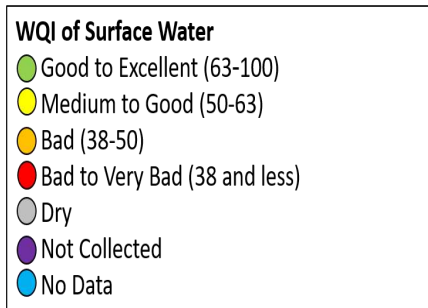 WQI of Surface Water
Good to Excellent (63-100)
Medium to Good (50-63)
Bad (38-50)
Bad to Very Bad (38 and less)
Dry
Not Collected
No Data